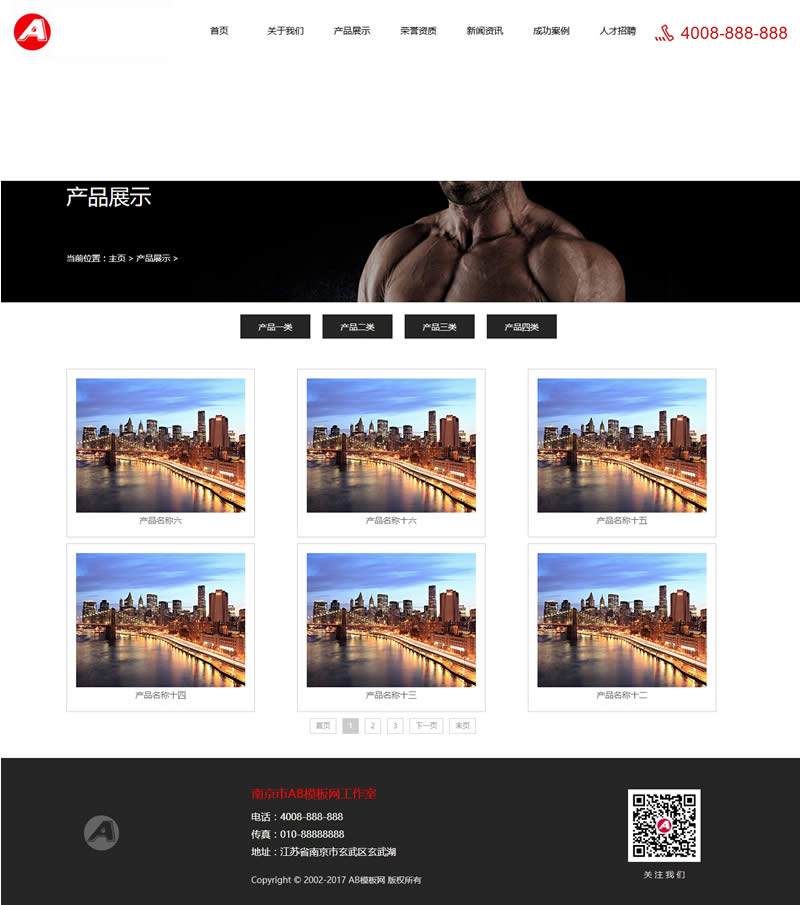 首页 关于我们 产品展示 荣誉资质 新闻资讯 成功案例 人才招聘 4008-888-888
产品展示
当前位置：主页 > 产品展示 >
产品一类 产品二类 产品三类 产品四类
产品名称六 产品名称十六 产品名称十五
产品名称十四 产品名称十三 产品名称十二
首页 1 2 3 下一页 末页
南京市AB模板网工作室
电话：4008-888-888
传真：010-88888888
地址：江苏省南京市玄武区玄武湖
关注我们
Copyright © 2002-2017 AB模板网 版权所有